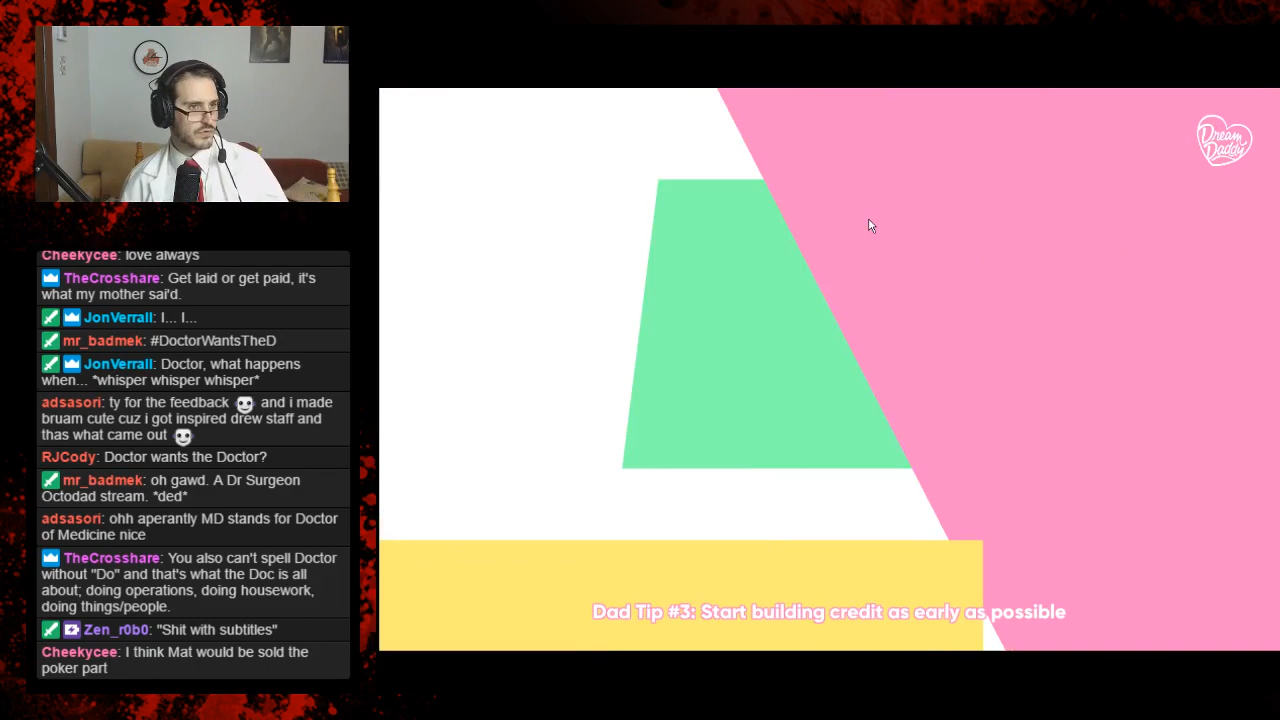 Cheekycee: love always
TheCrosshare: Get laid or get paid, it's
what my mother sai'd.
JonVerrall: I... I...
mr_badmek: #DoctorWantsTheD
JonVerrall: Doctor, what happens
when... *whisper whisper whisper*
adsasori: ty for the feedback and i made
bruam cute cuz i got inspired drew staff and
thas what came out
RJCody: Doctor wants the Doctor?
mr_badmek: oh gawd. A Dr Surgeon
Octodad stream. *ded*
adsasori: ohh aperantly MD stands for Doctor
of Medicine nice
TheCrosshare: You also can't spell Doctor
without "Do" and that's what the Doc is all
about; doing operations, doing housework,
doing things/people.
Zen_r0b0: "Shit with subtitles"
Cheekycee: I think Mat would be sold the
poker part
Dream
Daddy
Dad Tip #3: Start building credit as early as possible